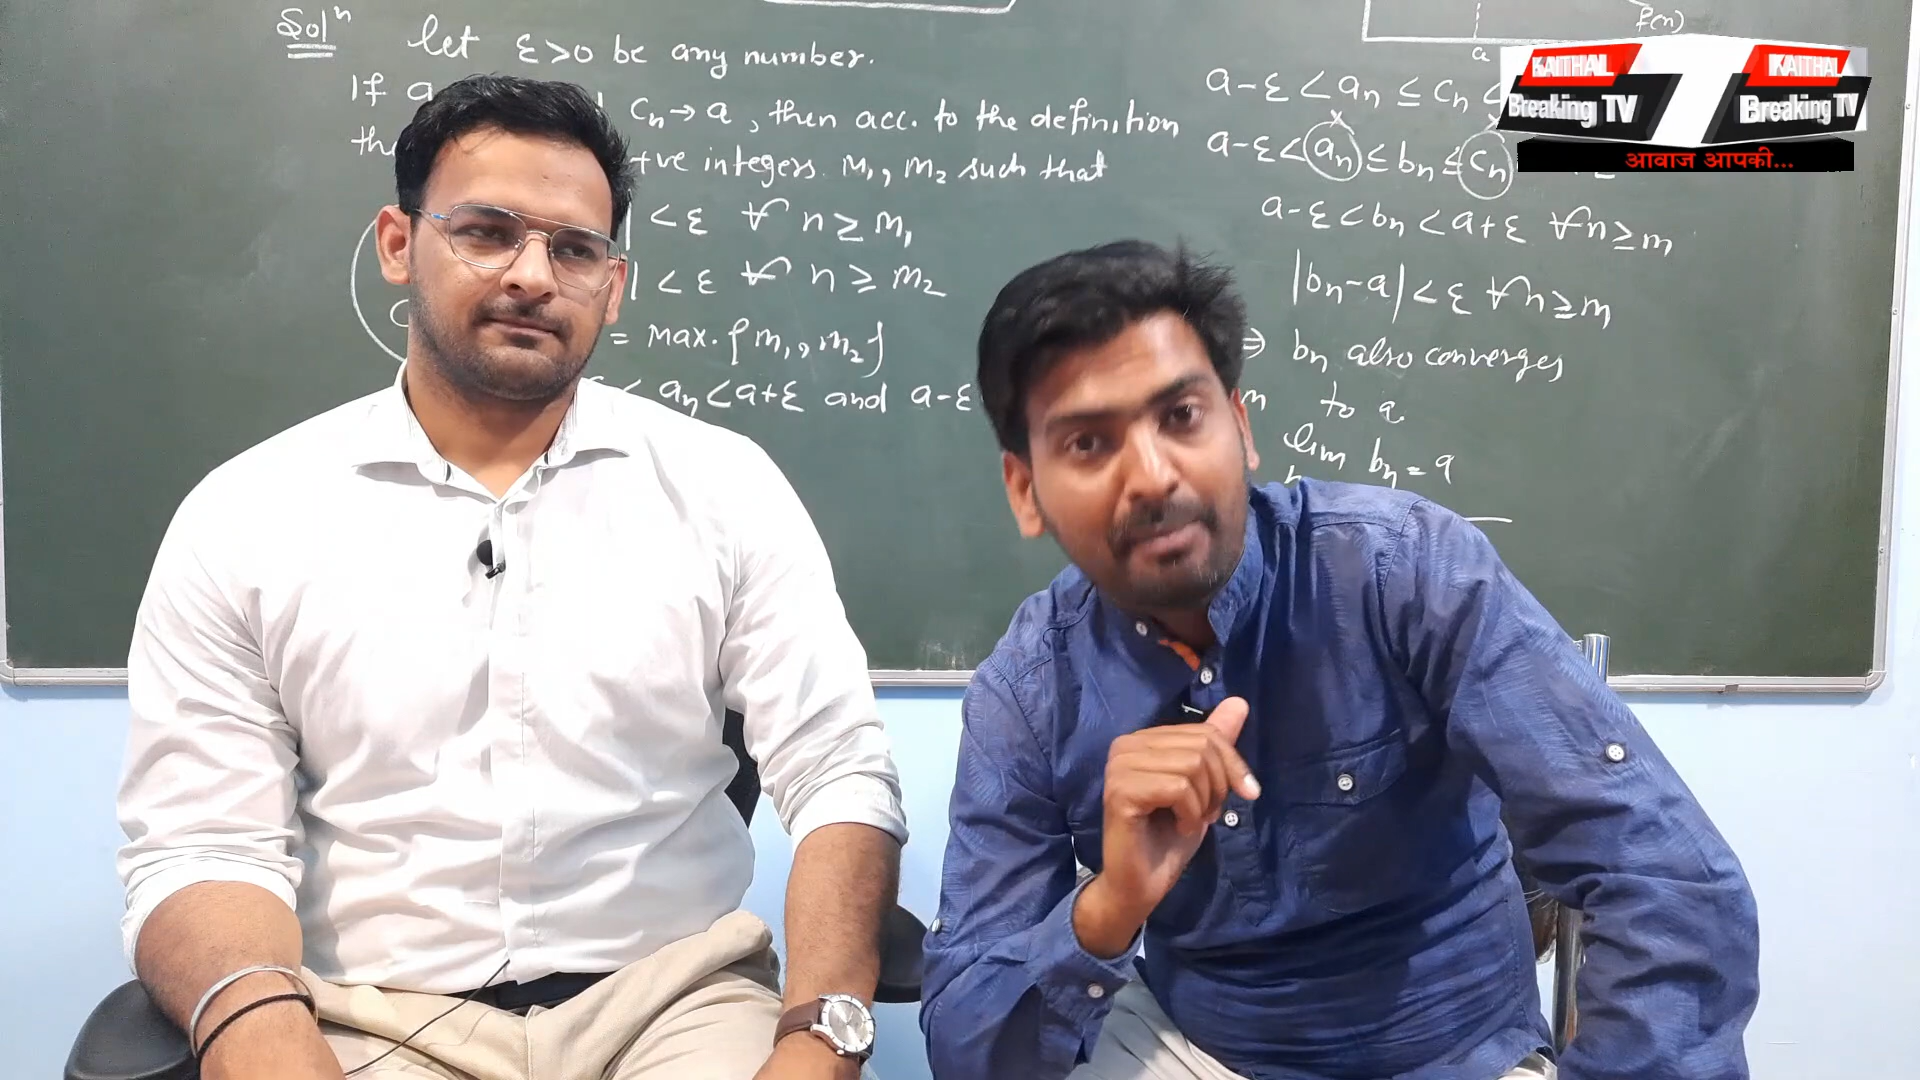 Solⁿ let ε>0 be any number.
If a cₙ→a, then acc. to the definition
+ve integers m₁, m₂ such that
| <ε ∀ n≥m₁
| <ε ∀ n≥m₂
= max. {m₁, m₂}
aₙ<a+ε and a-ε
f(n)
a
a-ε<aₙ≤cₙ<
a-ε<aₙ≤bₙ≤cₙ
a-ε<bₙ<a+ε ∀n≥m
|bₙ-a|<ε ∀n≥m
⇒ bₙ also converges
to a.
lim bₙ=a
KAITHAL KAITHAL
Breaking TV Breaking TV
आवाज आपकी...